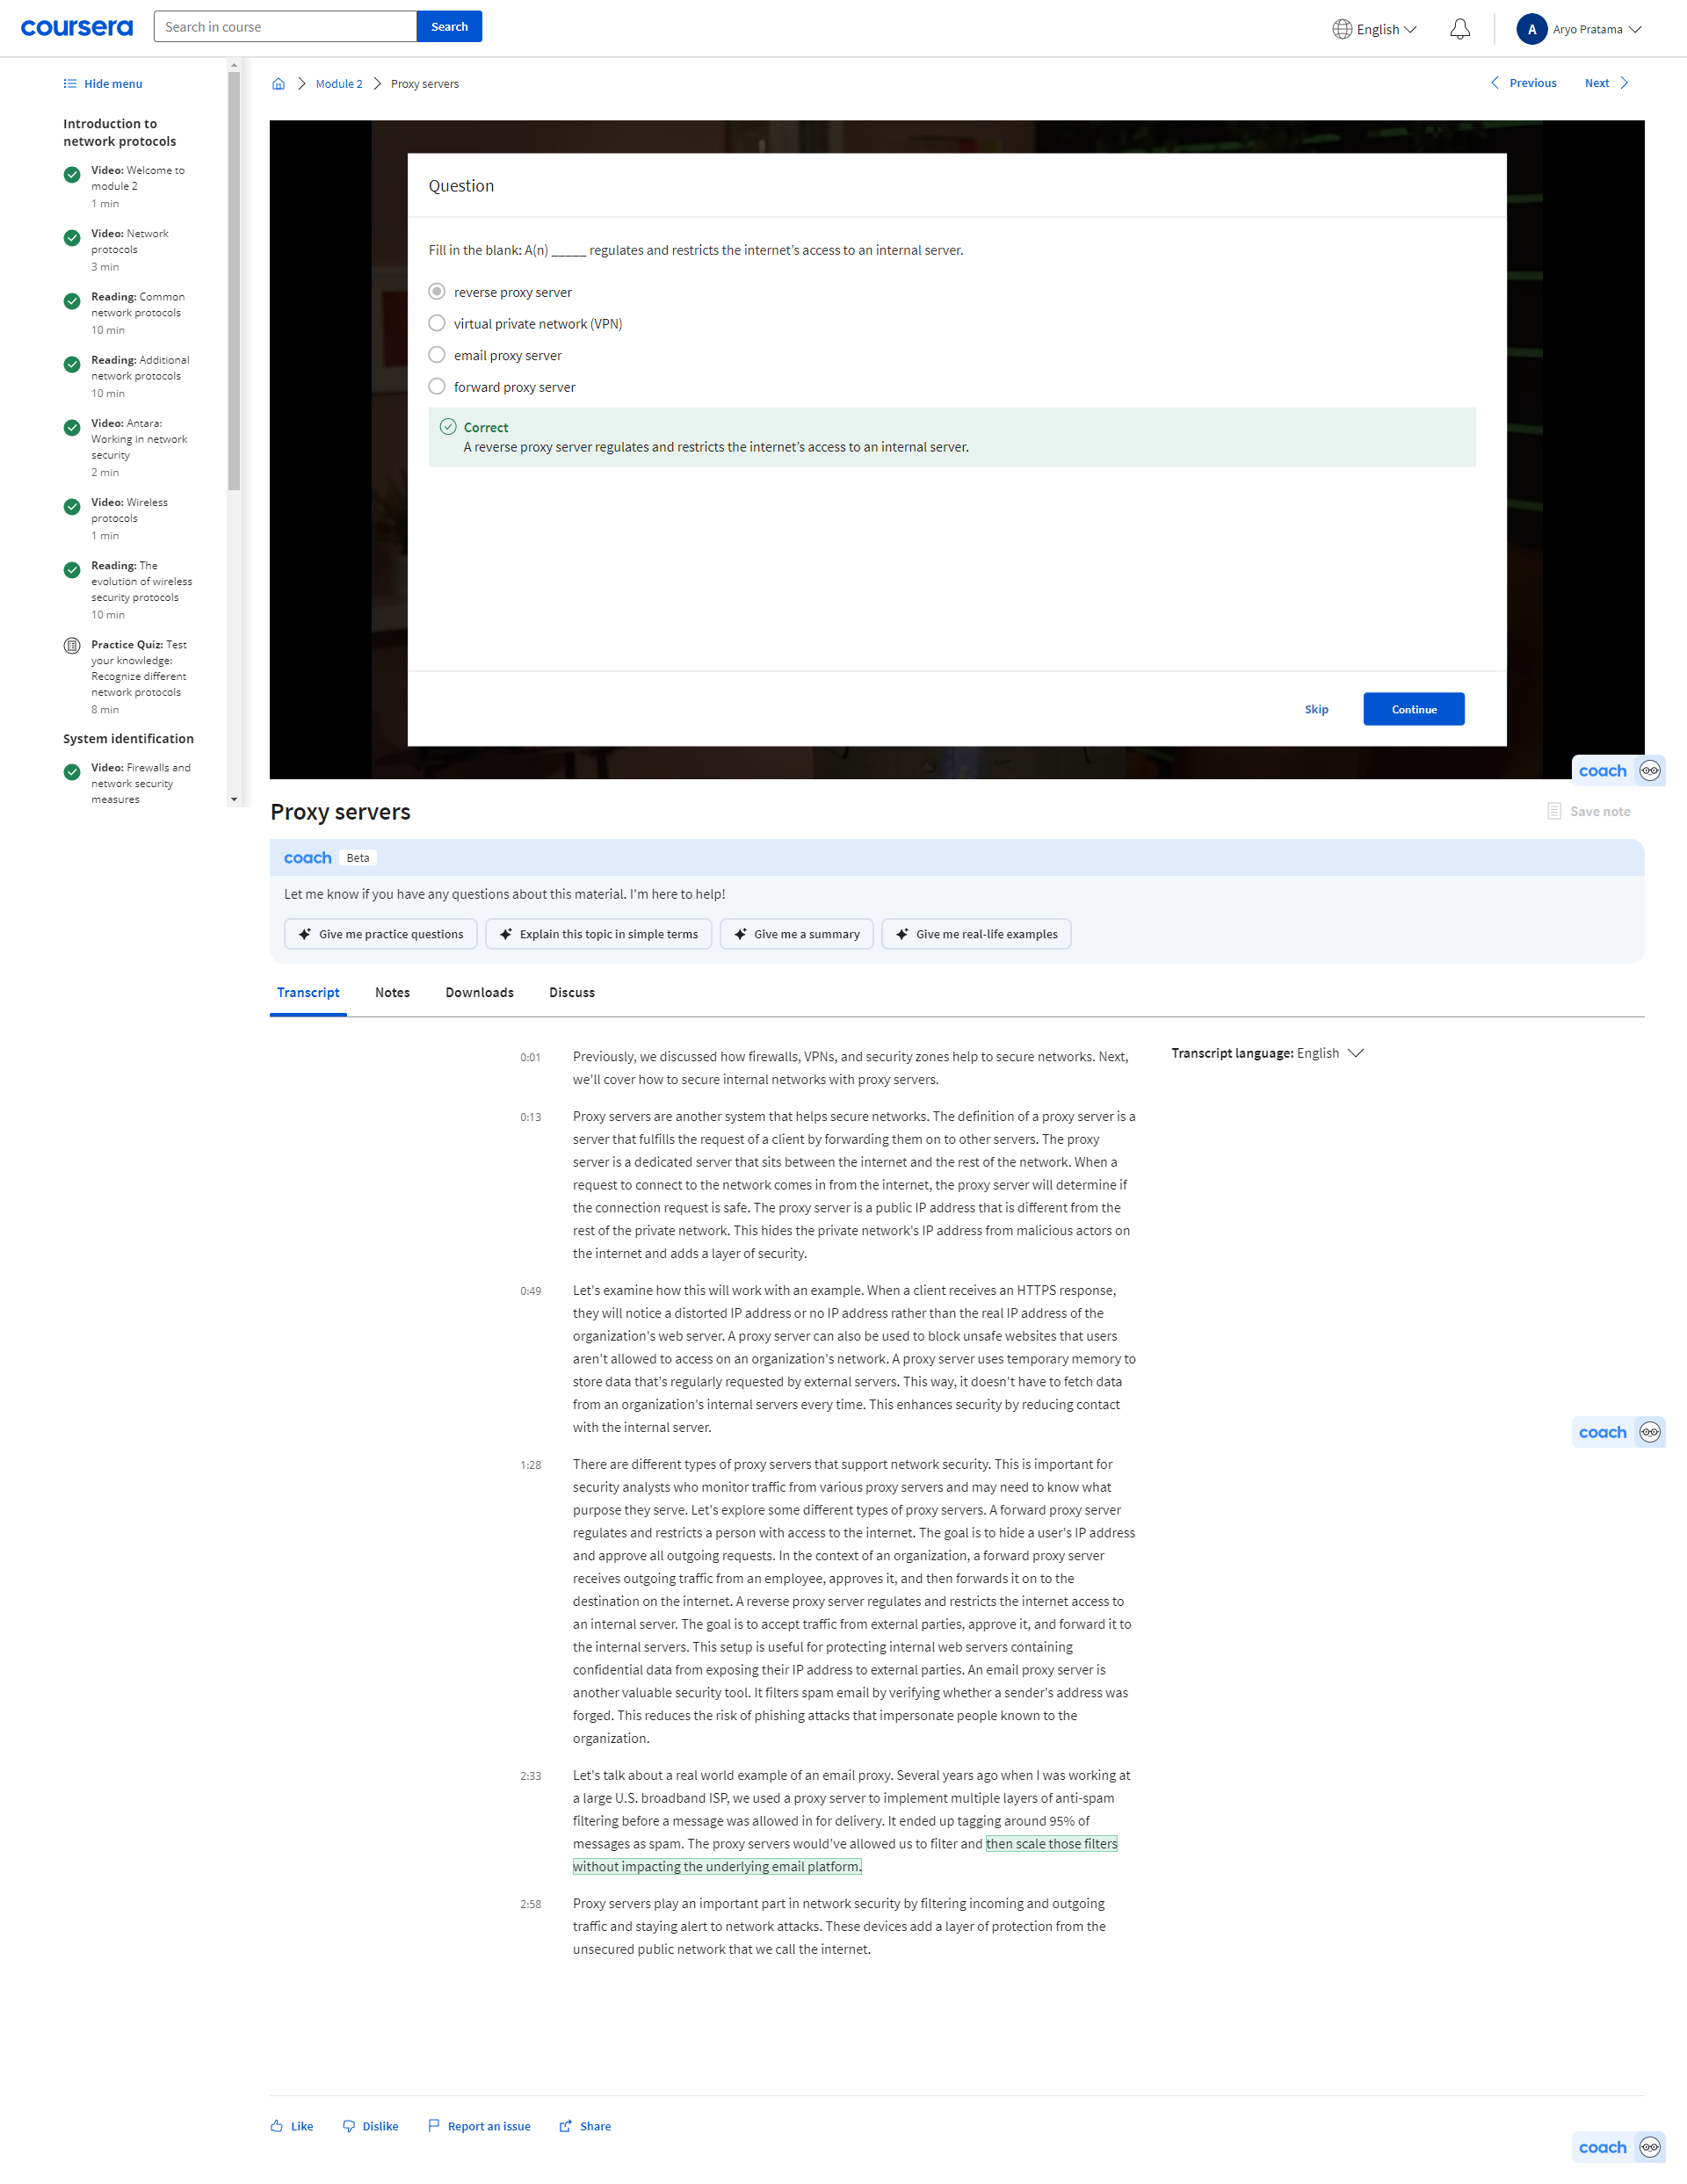 coursera
Search in course
Search
English
A
Aryo Pratama
Hide menu
Module 2
Proxy servers
Previous
Next
Introduction to
network protocols
Video: Welcome to
module 2
1 min
Video: Network
protocols
3 min
Reading: Common
network protocols
10 min
Reading: Additional
network protocols
10 min
Video: Antara:
Working in network
security
2 min
Video: Wireless
protocols
1 min
Reading: The
evolution of wireless
security protocols
10 min
Practice Quiz: Test
your knowledge:
Recognize different
network protocols
8 min
System identification
Video: Firewalls and
network security
measures
Question
Fill in the blank: A(n) _____ regulates and restricts the internet’s access to an internal server.
reverse proxy server
virtual private network (VPN)
email proxy server
forward proxy server
Correct
A reverse proxy server regulates and restricts the internet’s access to an internal server.
Skip
Continue
coach
Proxy servers
Save note
coach
Beta
Let me know if you have any questions about this material. I'm here to help!
Give me practice questions
Explain this topic in simple terms
Give me a summary
Give me real-life examples
Transcript
Notes
Downloads
Discuss
Transcript language: English
0:01
Previously, we discussed how firewalls, VPNs, and security zones help to secure networks. Next,
we'll cover how to secure internal networks with proxy servers.
0:13
Proxy servers are another system that helps secure networks. The definition of a proxy server is a
server that fulfills the request of a client by forwarding them on to other servers. The proxy
server is a dedicated server that sits between the internet and the rest of the network. When a
request to connect to the network comes in from the internet, the proxy server will determine if
the connection request is safe. The proxy server is a public IP address that is different from the
rest of the private network. This hides the private network's IP address from malicious actors on
the internet and adds a layer of security.
0:49
Let's examine how this will work with an example. When a client receives an HTTPS response,
they will notice a distorted IP address or no IP address rather than the real IP address of the
organization's web server. A proxy server can also be used to block unsafe websites that users
aren't allowed to access on an organization's network. A proxy server uses temporary memory to
store data that's regularly requested by external servers. This way, it doesn't have to fetch data
from an organization's internal servers every time. This enhances security by reducing contact
with the internal server.
coach
1:28
There are different types of proxy servers that support network security. This is important for
security analysts who monitor traffic from various proxy servers and may need to know what
purpose they serve. Let's explore some different types of proxy servers. A forward proxy server
regulates and restricts a person with access to the internet. The goal is to hide a user's IP address
and approve all outgoing requests. In the context of an organization, a forward proxy server
receives outgoing traffic from an employee, approves it, and then forwards it on to the
destination on the internet. A reverse proxy server regulates and restricts the internet access to
an internal server. The goal is to accept traffic from external parties, approve it, and forward it to
the internal servers. This setup is useful for protecting internal web servers containing
confidential data from exposing their IP address to external parties. An email proxy server is
another valuable security tool. It filters spam email by verifying whether a sender's address was
forged. This reduces the risk of phishing attacks that impersonate people known to the
organization.
2:33
Let's talk about a real world example of an email proxy. Several years ago when I was working at
a large U.S. broadband ISP, we used a proxy server to implement multiple layers of anti-spam
filtering before a message was allowed in for delivery. It ended up tagging around 95% of
messages as spam. The proxy servers would've allowed us to filter and then scale those filters
without impacting the underlying email platform.
2:58
Proxy servers play an important part in network security by filtering incoming and outgoing
traffic and staying alert to network attacks. These devices add a layer of protection from the
unsecured public network that we call the internet.
Like
Dislike
Report an issue
Share
coach